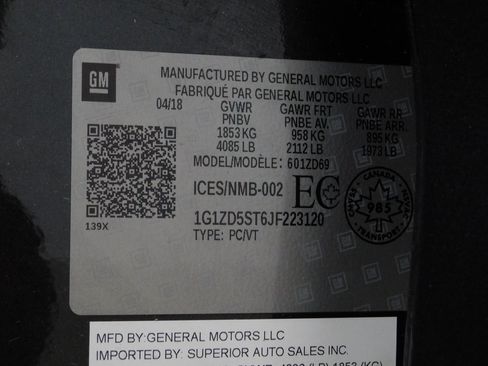 GM
MANUFACTURED BY GENERAL MOTORS LLC
FABRIQUÉ PAR GENERAL MOTORS LLC
04/18 GVWR GAWR FRT GAWR RR
PNBV PNBE AV. PNBE ARR.
1853 KG 958 KG 895 KG
4085 LB 2112 LB 1973 LB
MODEL/MODÈLE: 601ZD69
ICES/NMB-002 EC
1G1ZD5ST6JF223120
TYPE: PC/VT
139X
CANADA
985
TRANSPORT
MFD BY:GENERAL MOTORS LLC
IMPORTED BY: SUPERIOR AUTO SALES INC.